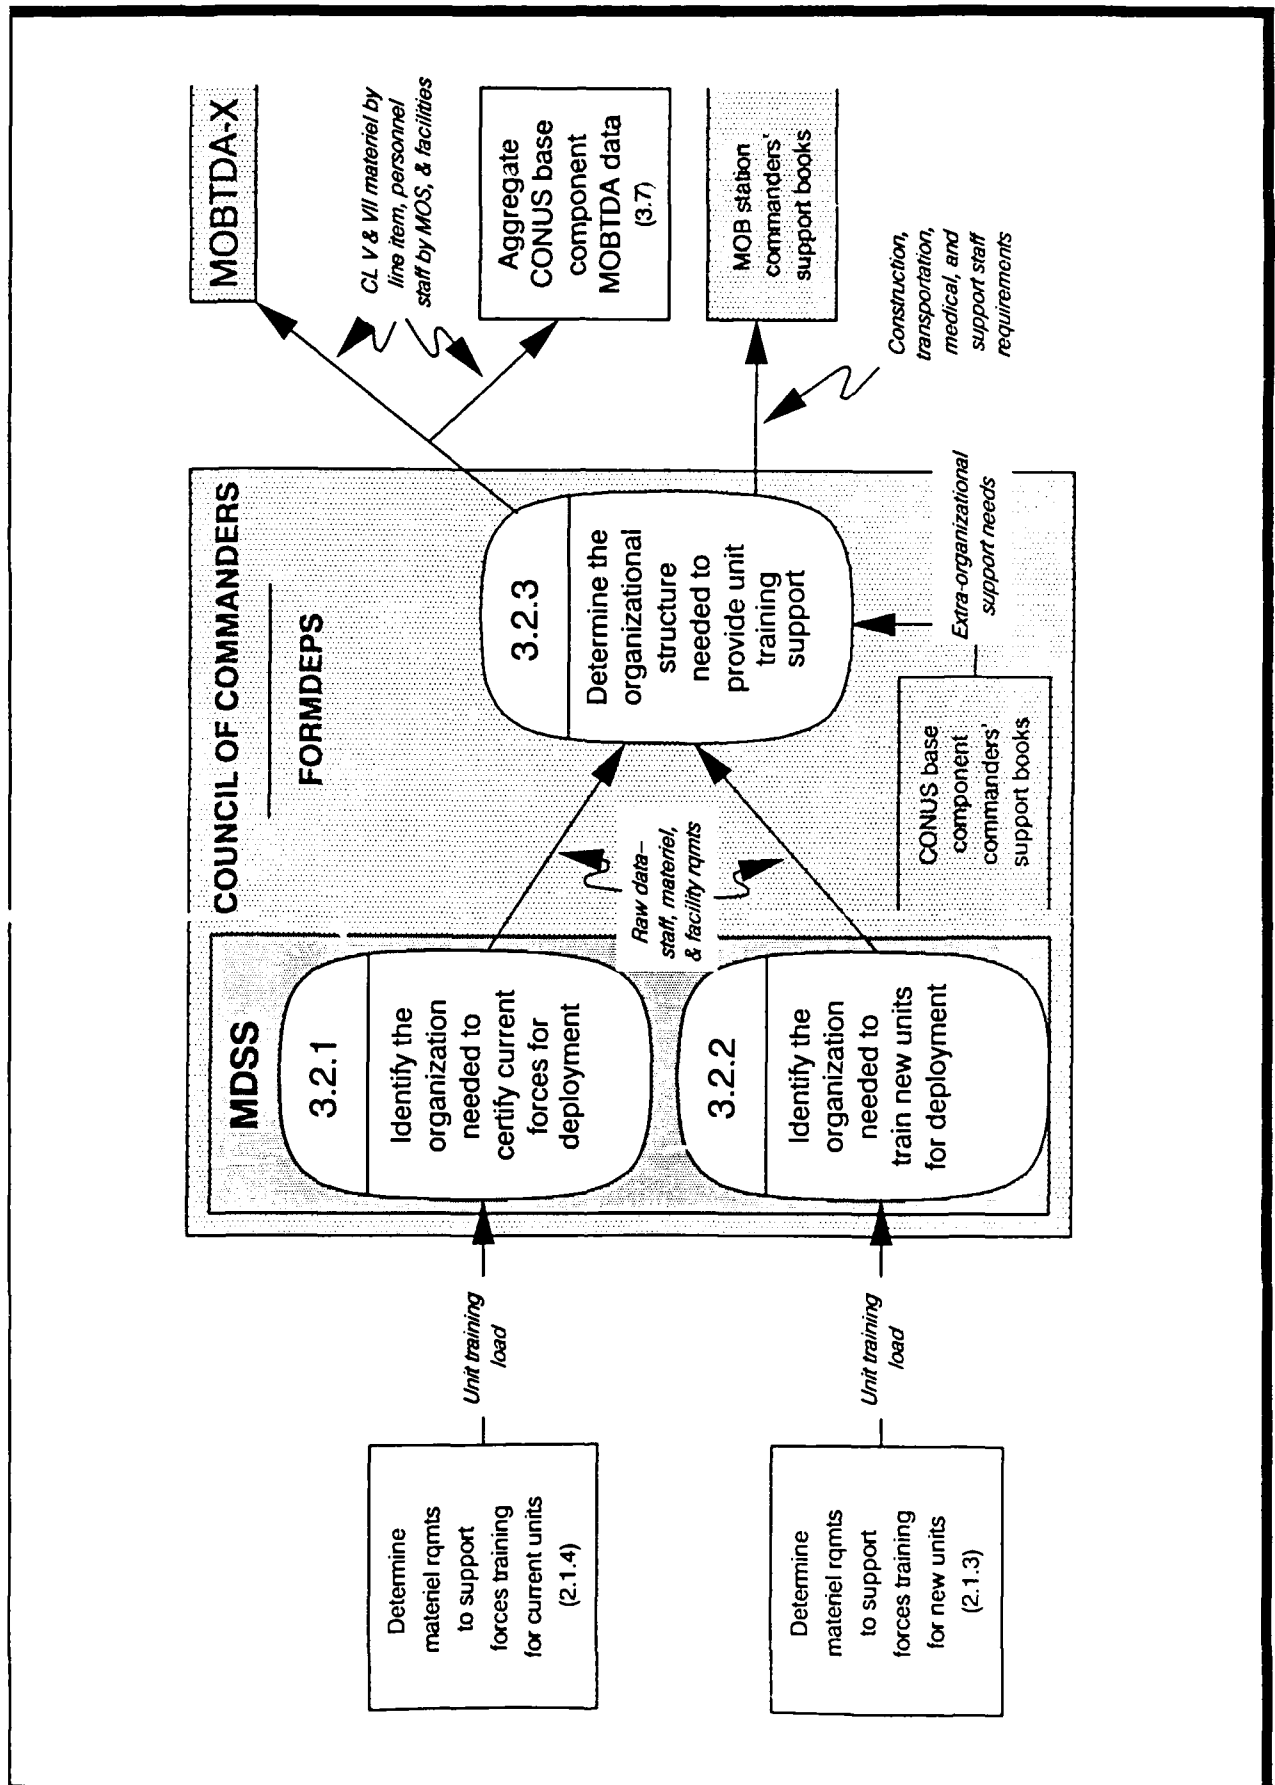 COUNCIL OF COMMANDERS
FORMDEPS
MDSS
Determine
materiel rqmts
to support
forces training
for current units
(2.1.4)
Unit training
load
3.2.1
Identify the
organization
needed to
certify current
forces for
deployment
Determine
materiel rqmts
to support
forces training
for new units
(2.1.3)
Unit training
load
3.2.2
Identify the
organization
needed to
train new units
for deployment
Raw data–
staff, materiel,
& facility rqmts
3.2.3
Determine the
organizational
structure
needed to
provide unit
training
support
CONUS base
component
commanders'
support books
Extra-organizational
support needs
MOBTDA-X
CL V & VII materiel by
line item, personnel
staff by MOS, & facilities
Aggregate
CONUS base
component
MOBTDA data
(3.7)
MOB station
commanders'
support books
Construction,
transportation,
medical, and
support staff
requirements